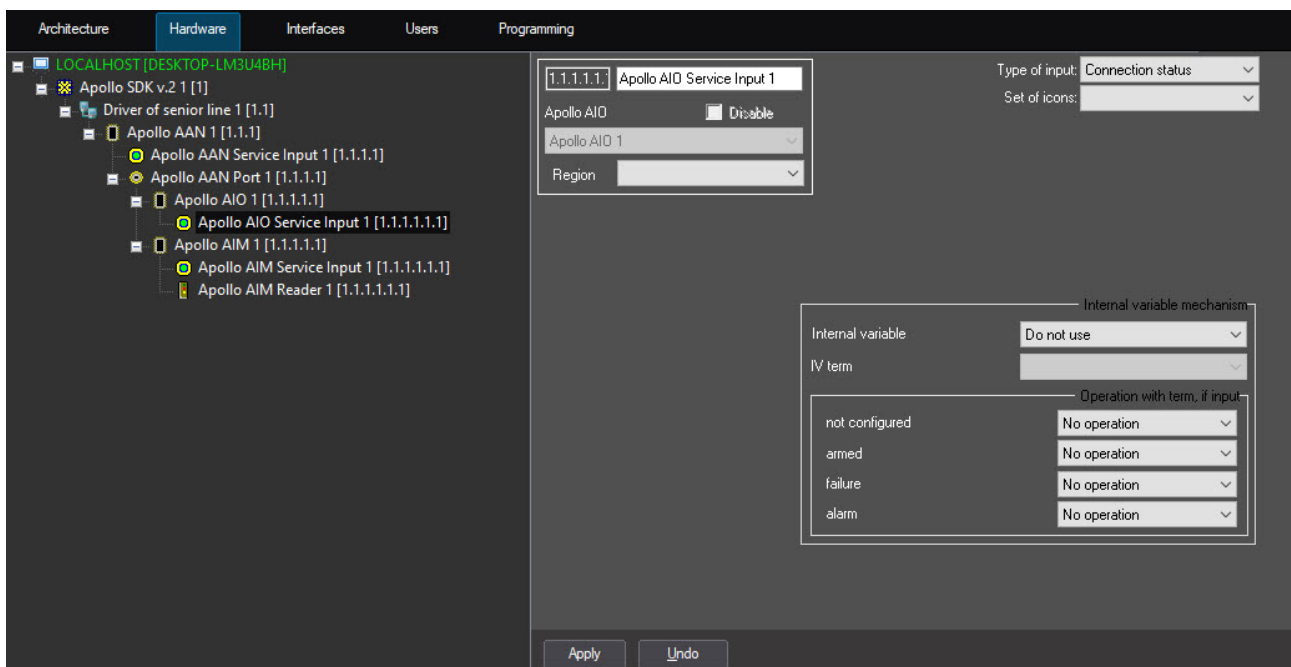 Architecture Hardware Interfaces Users Programming
LOCALHOST [DESKTOP-LM3U4BH]
Apollo SDK v.2 1 [1]
Driver of senior line 1 [1.1]
Apollo AAN 1 [1.1.1]
Apollo AAN Service Input 1 [1.1.1.1]
Apollo AAN Port 1 [1.1.1.1]
Apollo AIO 1 [1.1.1.1.1]
Apollo AIO Service Input 1 [1.1.1.1.1.1]
Apollo AIM 1 [1.1.1.1.1]
Apollo AIM Service Input 1 [1.1.1.1.1.1]
Apollo AIM Reader 1 [1.1.1.1.1.1]
1.1.1.1.1. Apollo AIO Service Input 1
Apollo AIO Disable
Apollo AIO 1
Region
Type of input: Connection status
Set of icons:
Internal variable mechanism
Internal variable Do not use
IV term
Operation with term, if input
not configured No operation
armed No operation
failure No operation
alarm No operation
Apply Undo